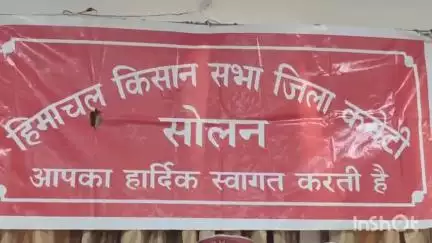 हिमाचल किसान सभा जिला कमेटी
सोलन
आपका हार्दिक स्वागत करती है
InShOt